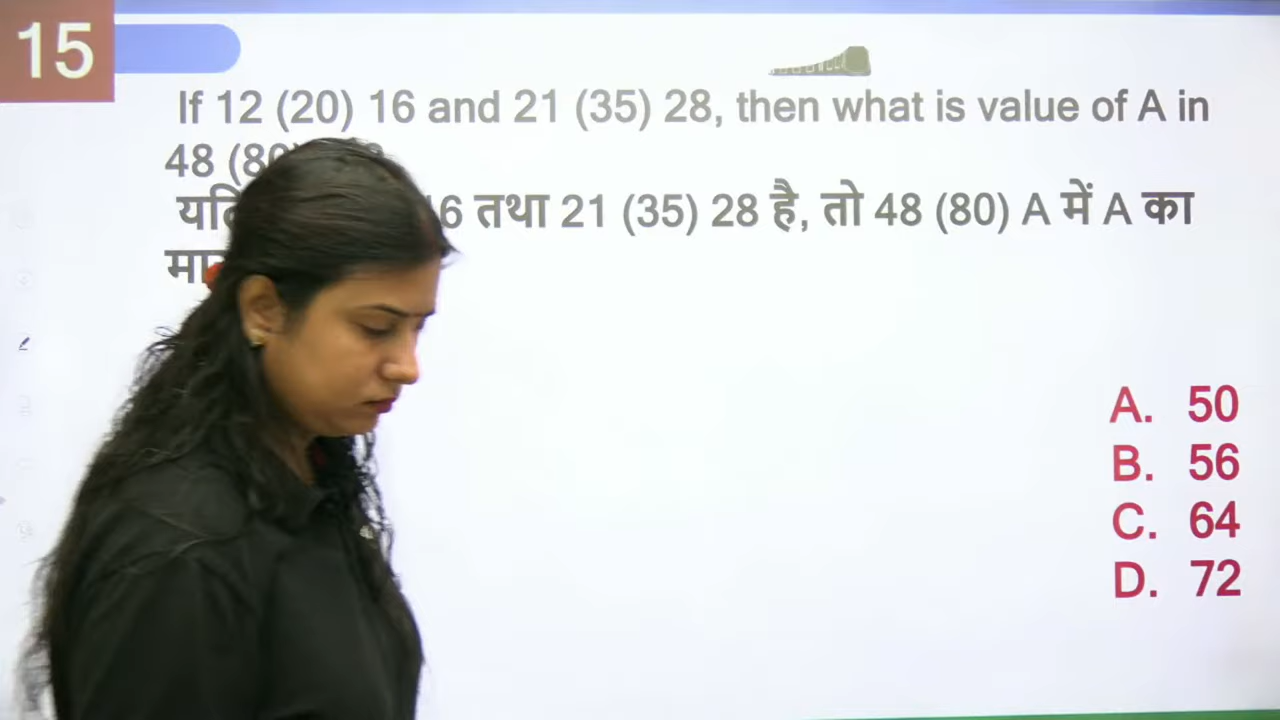 15
If 12 (20) 16 and 21 (35) 28, then what is value of A in
48 (80)
6 तथा 21 (35) 28 है, तो 48 (80) A में A का
A. 50
B. 56
C. 64
D. 72